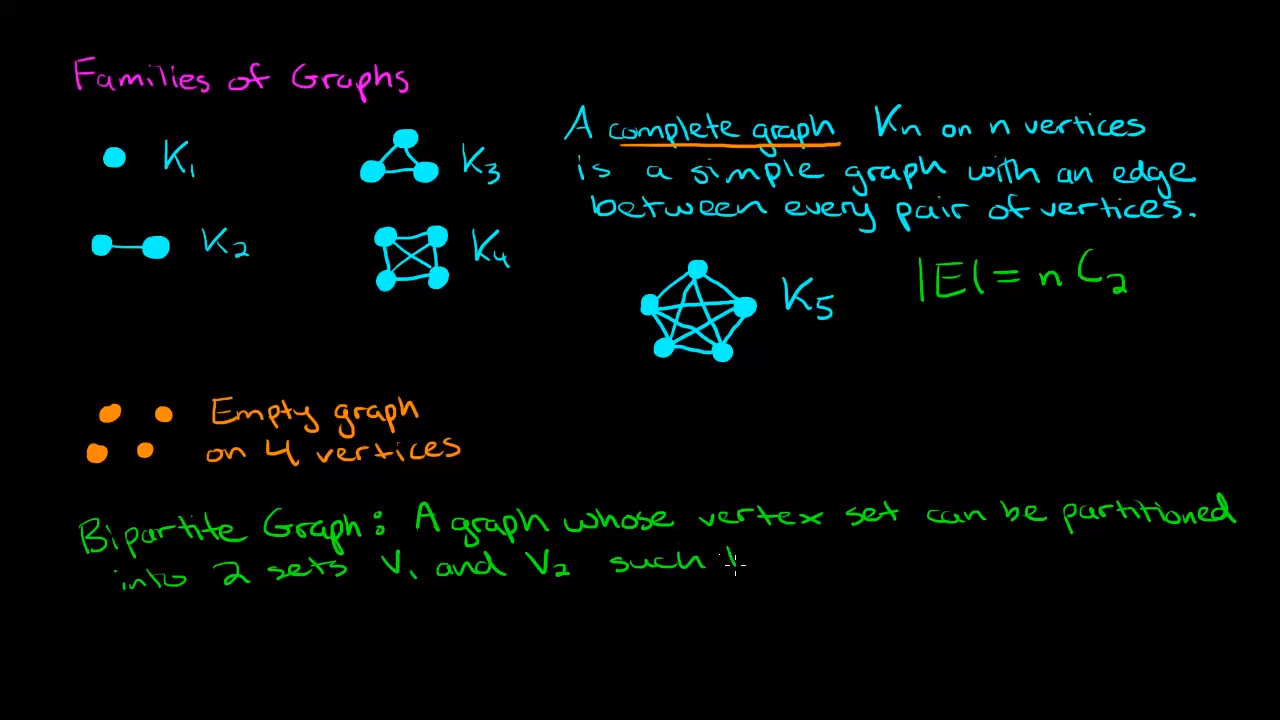 Families of Graphs
K₁
K₃
K₂
K₄
A complete graph Kn on n vertices
is a simple graph with an edge
between every pair of vertices.
K₅
|E| = n C₂
Empty graph
on 4 vertices
Bipartite Graph: A graph whose vertex set can be partitioned
into 2 sets V₁ and V₂ such